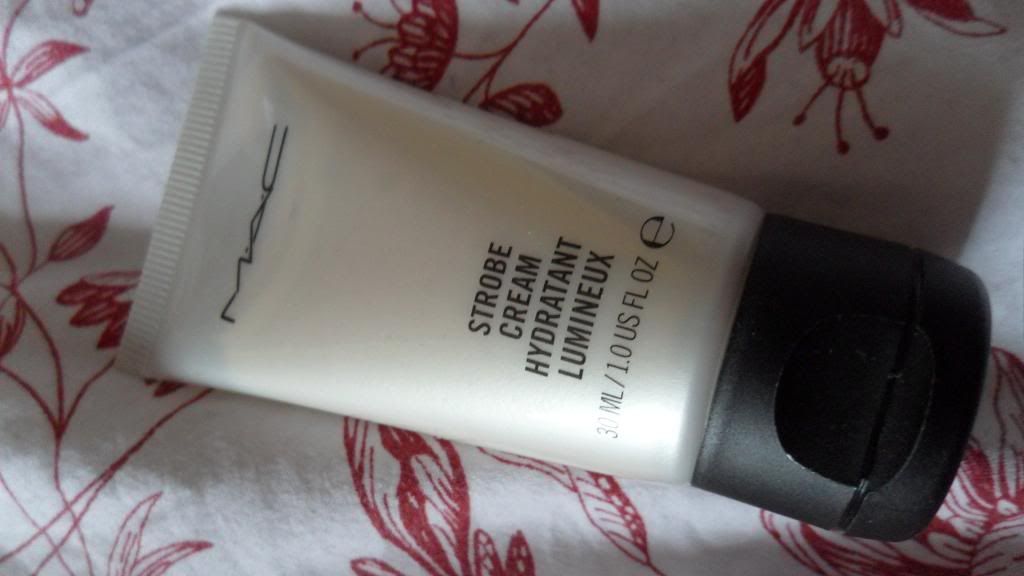 MAC
STROBE
CREAM
HYDRATANT
LUMINEUX
30 ML / 1.0 US FL OZ e